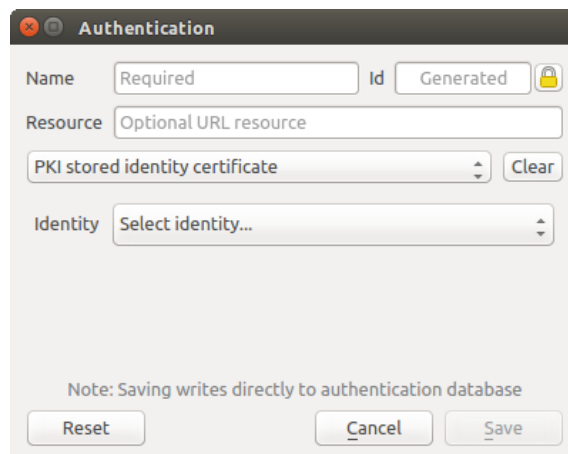 Authentication
Name Required Id Generated
Resource Optional URL resource
PKI stored identity certificate Clear
Identity Select identity...
Note: Saving writes directly to authentication database
Reset Cancel Save